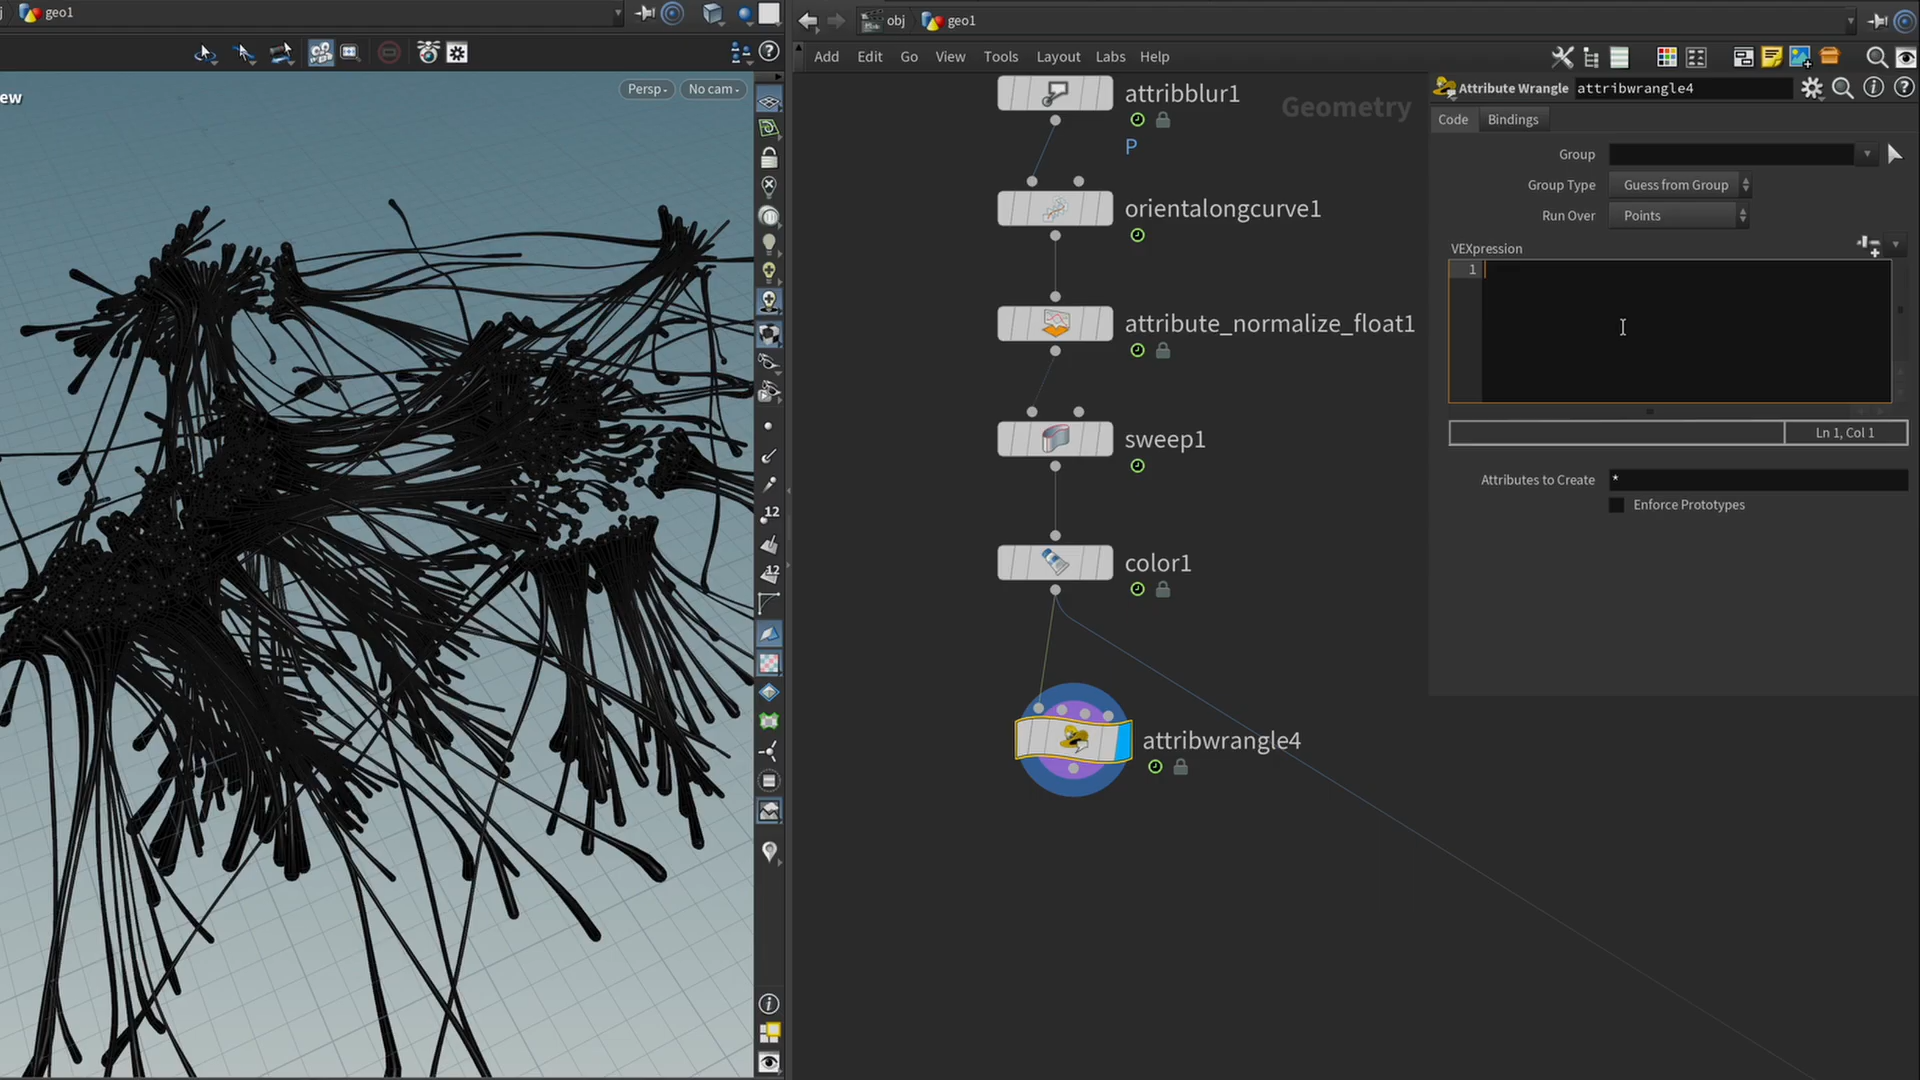 geo1
Persp
No cam
ew
12
12
obj
geo1
Add Edit Go View Tools Layout Labs Help
Geometry
attribblur1
P
orientalongcurve1
attribute_normalize_float1
sweep1
color1
attribwrangle4
Attribute Wrangle attribwrangle4
Code Bindings
Group
Group Type Guess from Group
Run Over Points
VEXpression
1
Ln 1, Col 1
Attributes to Create *
Enforce Prototypes